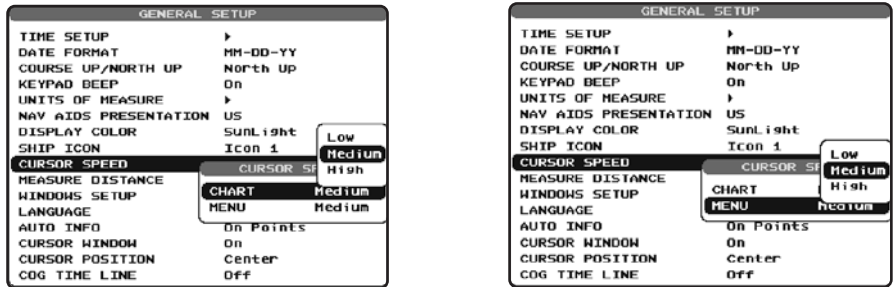 GENERAL SETUP
TIME SETUP
DATE FORMAT MM-DD-YY
COURSE UP/NORTH UP North Up
KEYPAD BEEP On
UNITS OF MEASURE
NAV AIDS PRESENTATION US
DISPLAY COLOR SunLight
SHIP ICON Icon 1
CURSOR SPEED
MEASURE DISTANCE
WINDOWS SETUP
LANGUAGE
AUTO INFO On Points
CURSOR WINDOW On
CURSOR POSITION Center
COG TIME LINE Off
CURSOR
CHART Medium
MENU Medium
Low
Medium
High
GENERAL SETUP
TIME SETUP
DATE FORMAT MM-DD-YY
COURSE UP/NORTH UP North Up
KEYPAD BEEP On
UNITS OF MEASURE
NAV AIDS PRESENTATION US
DISPLAY COLOR SunLight
SHIP ICON Icon 1
CURSOR SPEED
MEASURE DISTANCE
WINDOWS SETUP
LANGUAGE
AUTO INFO On Points
CURSOR WINDOW On
CURSOR POSITION Center
COG TIME LINE Off
CURSOR
CHART
MENU Medium
Low
Medium
High